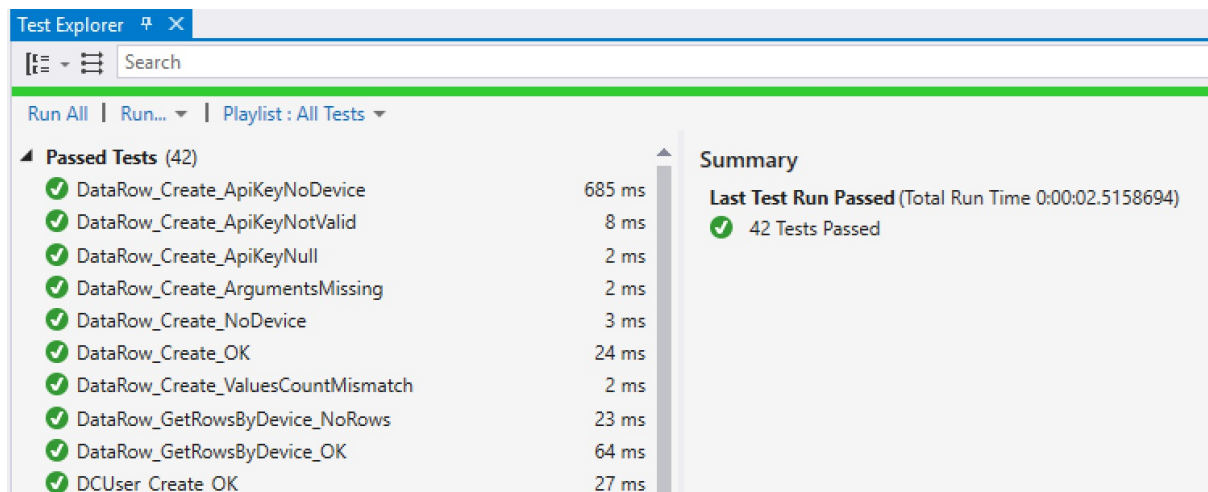 Test Explorer
Search
Run All | Run... | Playlist : All Tests
Passed Tests (42)
DataRow_Create_ApiKeyNoDevice 685 ms
DataRow_Create_ApiKeyNotValid 8 ms
DataRow_Create_ApiKeyNull 2 ms
DataRow_Create_ArgumentsMissing 2 ms
DataRow_Create_NoDevice 3 ms
DataRow_Create_OK 24 ms
DataRow_Create_ValuesCountMismatch 2 ms
DataRow_GetRowsByDevice_NoRows 23 ms
DataRow_GetRowsByDevice_OK 64 ms
DCUser_Create_OK 27 ms
Summary
Last Test Run Passed (Total Run Time 0:00:02.5158694)
42 Tests Passed